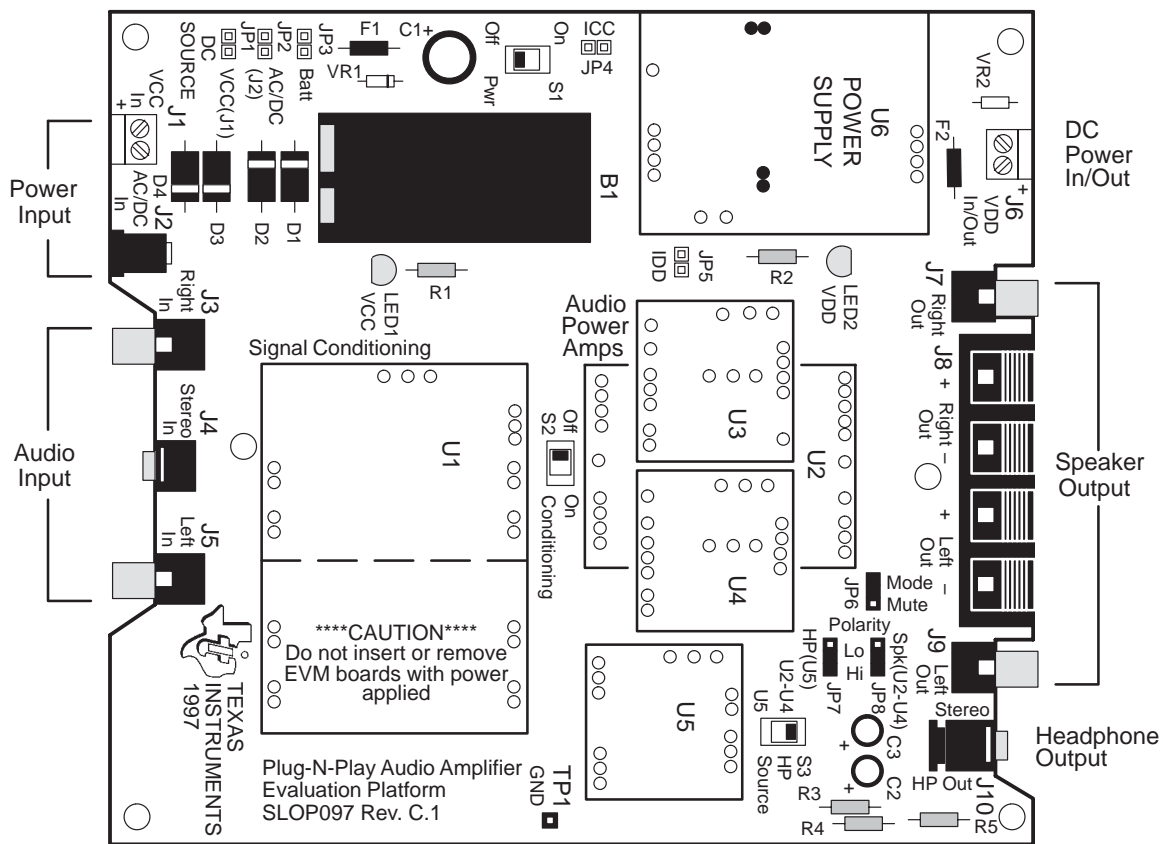 DC
SOURCE
JP1
VCC(J1)
JP2
AC/DC
(J2)
JP3
Batt
F1
VR1
C1+
Off
On
Pwr
S1
ICC
JP4
U6
POWER
SUPPLY
VR2
F2
J6
+
VDD
In/Out
DC
Power
In/Out
VCC
In
+
J1
Power
Input
D4
AC/DC
In
J2
D3
D2
D1
B1
LED1
VCC
R1
JP5
IDD
R2
LED2
VDD
J3
Right
In
J7
Right
Out
Signal Conditioning
Audio
Power
Amps
J8
+
Right
Out
–
+
Left
Out
–
Speaker
Output
Audio
Input
J4
Stereo
In
J5
Left
In
U1
Off
S2
On
Conditioning
U3
U2
U4
JP6
Mode
Mute
Polarity
HP(U5)
Lo
Hi
JP7
JP8
Spk(U2-U4)
J9
Left
Out
****CAUTION****
Do not insert or remove
EVM boards with power
applied
TEXAS
INSTRUMENTS
1997
U5
U2-U4
U5
S3
HP
Source
+
C3
+
C2
Stereo
HP Out
J10
Headphone
Output
R3
R4
R5
Plug-N-Play Audio Amplifier
Evaluation Platform
SLOP097 Rev. C.1
TP1
GND